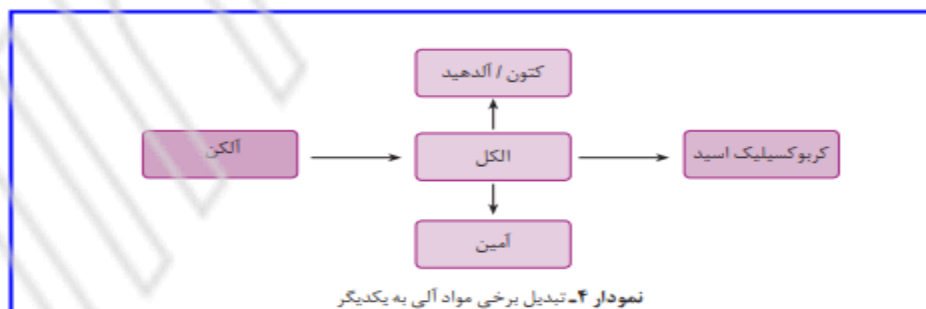 کتون / آلدهید
آلکن
الکل
کربوکسیلیک اسید
آمین
نمودار ۴ـ تبدیل برخی مواد آلی به یکدیگر